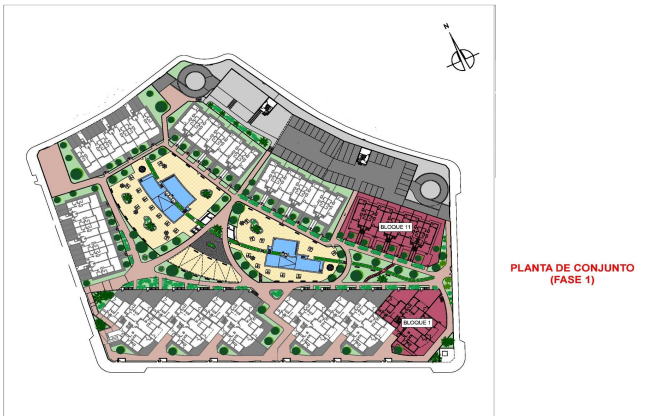 N
BLOQUE 11
PLANTA DE CONJUNTO
(FASE 1)
BLOQUE 1